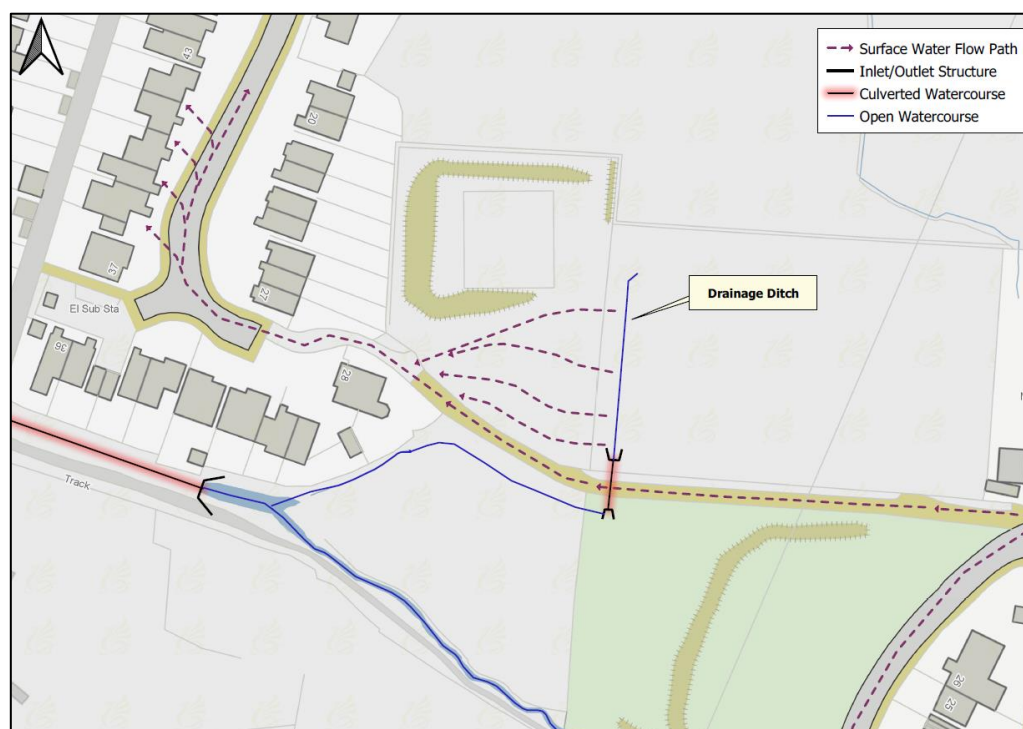 Surface Water Flow Path
Inlet/Outlet Structure
Culverted Watercourse
Open Watercourse
43
20
Drainage Ditch
37
27
El Sub Sta
36
28
Track
26
25